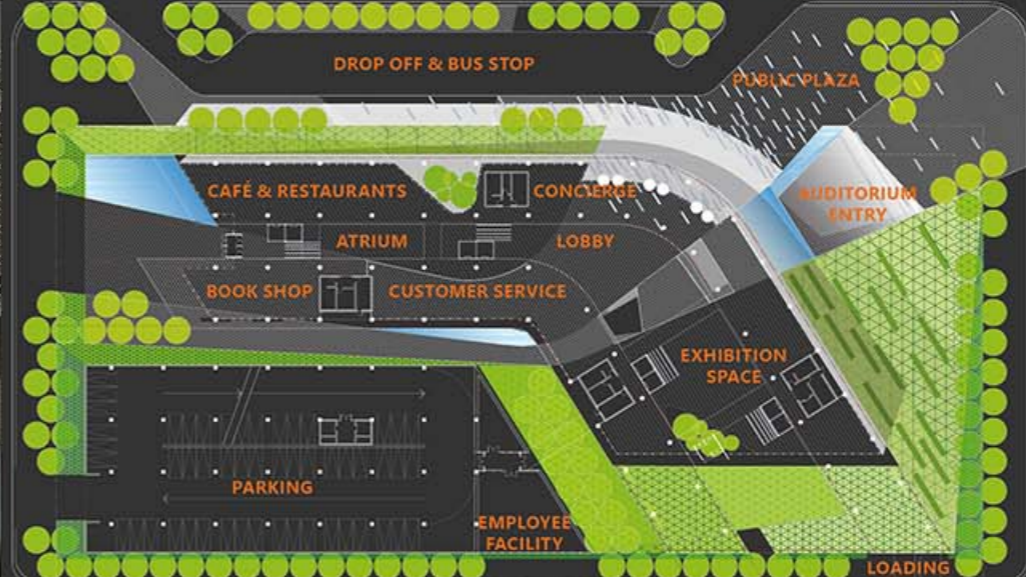 DROP OFF & BUS STOP
PUBLIC PLAZA
CAFÉ & RESTAURANTS
CONCIERGE
AUDITORIUM
ENTRY
ATRIUM
LOBBY
BOOK SHOP
CUSTOMER SERVICE
EXHIBITION
SPACE
PARKING
EMPLOYEE
FACILITY
LOADING